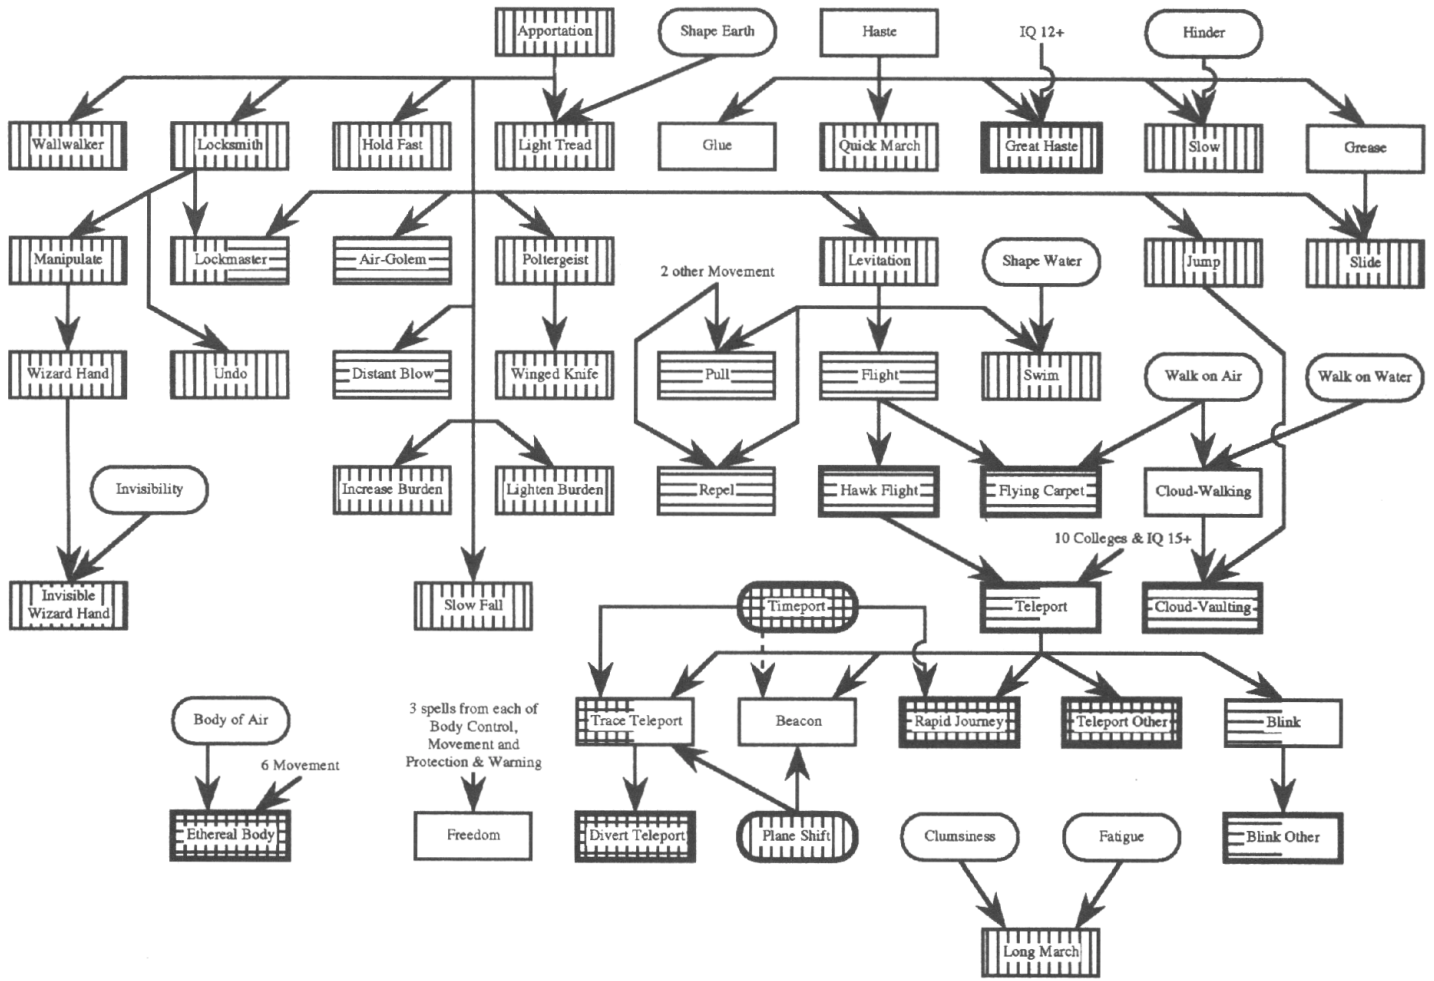 Apportation
Shape Earth
Haste
IQ 12+
Hinder
Wallwalker
Locksmith
Hold Fast
Light Tread
Glue
Quick March
Great Haste
Slow
Grease
Manipulate
Lockmaster
Air-Golem
Poltergeist
2 other Movement
Levitation
Shape Water
Jump
Slide
Wizard Hand
Undo
Distant Blow
Winged Knife
Pull
Flight
Swim
Walk on Air
Walk on Water
Invisibility
Increase Burden
Lighten Burden
Repel
Hawk Flight
Flying Carpet
Cloud-Walking
10 Colleges & IQ 15+
Invisible
Wizard Hand
Slow Fall
Timeport
Teleport
Cloud-Vaulting
Body of Air
3 spells from each of
Body Control,
Movement and
Protection & Warning
Trace Teleport
Beacon
Rapid Journey
Teleport Other
Blink
6 Movement
Ethereal Body
Freedom
Divert Teleport
Plane Shift
Clumsiness
Fatigue
Blink Other
Long March